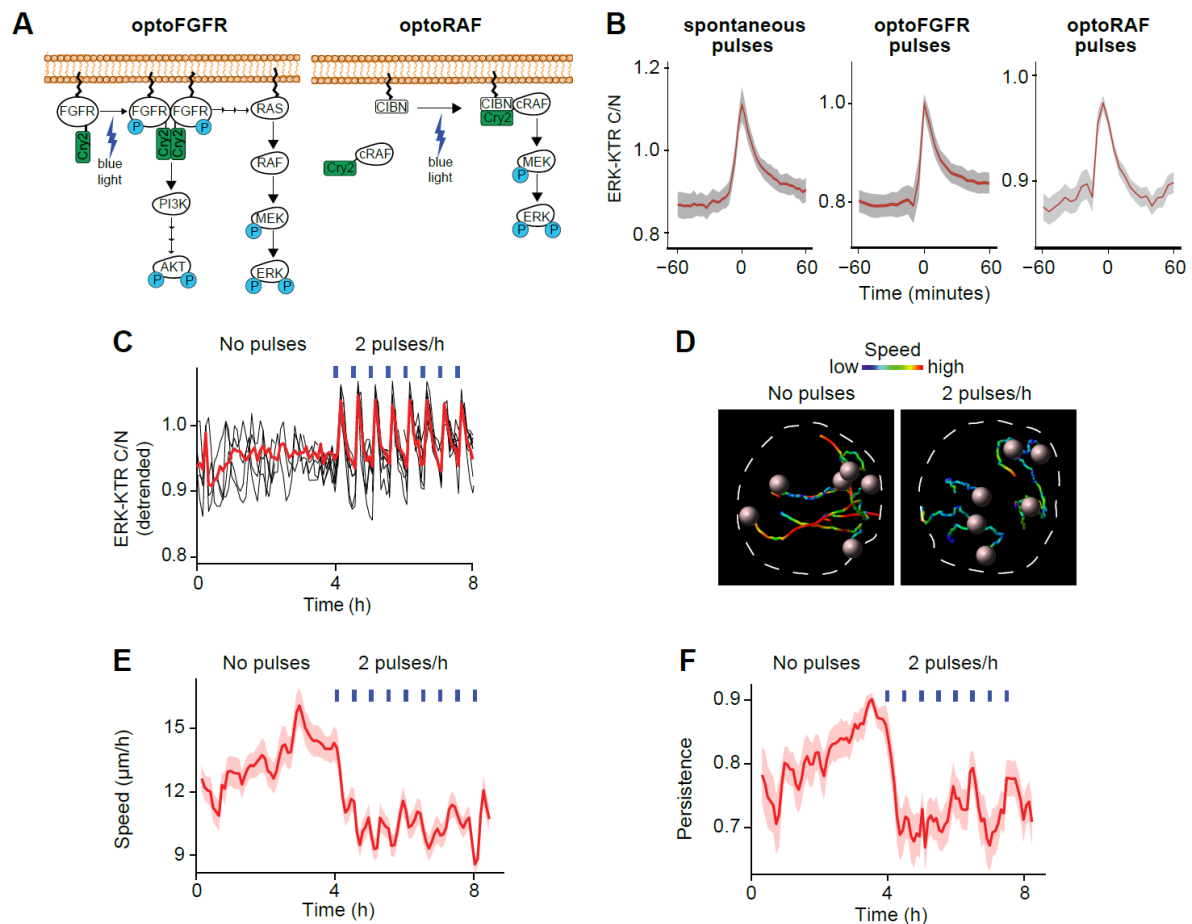 A
optoFGFR
optoRAF
FGFR
FGFR
FGFR
RAS
CIBN
CIBN
cRAF
P
P
Cry2
Cry2
Cry2
Cry2
blue
light
RAF
Cry2
cRAF
blue
light
MEK
P
PI3K
MEK
P
ERK
P
P
AKT
P
P
ERK
P
P
B
spontaneous
pulses
optoFGFR
pulses
optoRAF
pulses
ERK-KTR C/N
1.2
1.0
0.8
1.0
0.8
1.0
0.9
−60
0
60
−60
0
60
−60
0
60
Time (minutes)
C
No pulses
2 pulses/h
ERK-KTR C/N
(detrended)
1.0
0.9
0.8
0
4
8
Time (h)
D
Speed
low
high
No pulses
2 pulses/h
E
No pulses
2 pulses/h
Speed (µm/h)
15
12
9
0
4
8
Time (h)
F
No pulses
2 pulses/h
Persistence
0.9
0.8
0.7
0
4
8
Time (h)